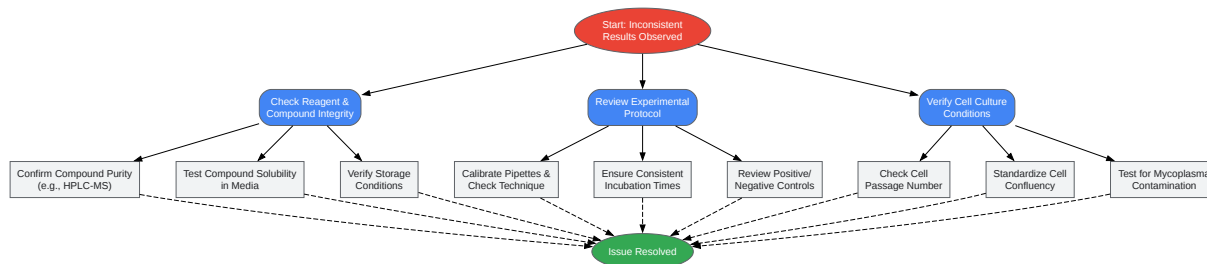 Start: Inconsistent
Results Observed
Check Reagent &
Compound Integrity
Review Experimental
Protocol
Verify Cell Culture
Conditions
Confirm Compound Purity
(e.g., HPLC-MS)
Test Compound Solubility
in Media
Verify Storage
Conditions
Calibrate Pipettes &
Check Technique
Ensure Consistent
Incubation Times
Review Positive/
Negative Controls
Check Cell
Passage Number
Standardize Cell
Confluency
Test for Mycoplasma
Contamination
Issue Resolved